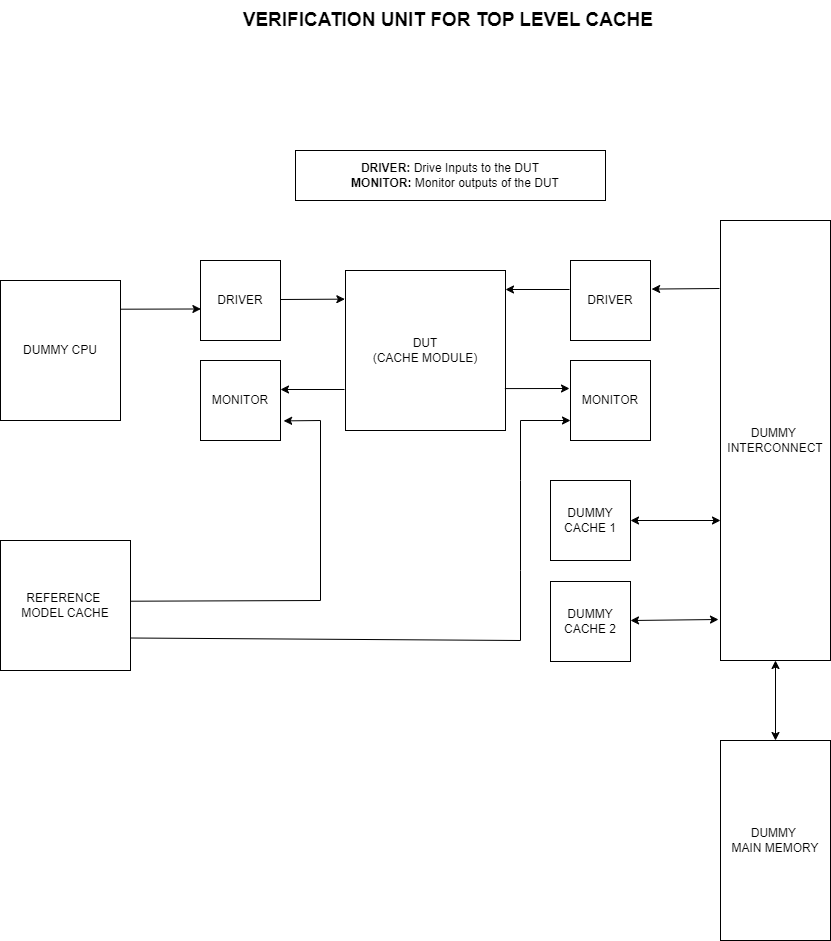 VERIFICATION UNIT FOR TOP LEVEL CACHE
DRIVER: Drive Inputs to the DUT
MONITOR: Monitor outputs of the DUT
DUMMY CPU
DRIVER
MONITOR
DUT
(CACHE MODULE)
DRIVER
MONITOR
DUMMY
INTERCONNECT
DUMMY
CACHE 1
DUMMY
CACHE 2
REFERENCE
MODEL CACHE
DUMMY
MAIN MEMORY